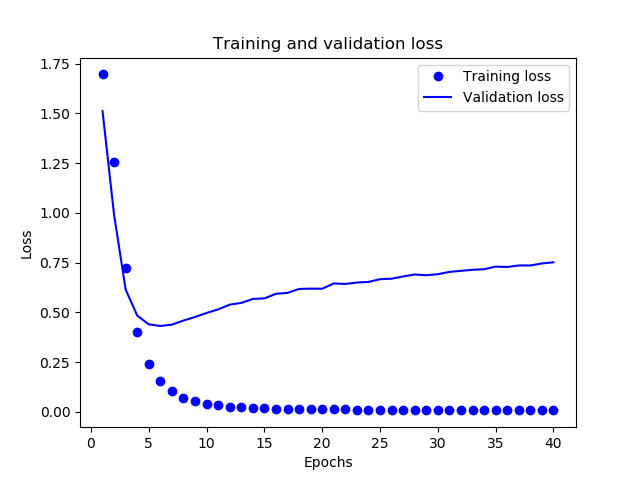 Training and validation loss
Training loss
Validation loss
Loss
1.75
1.50
1.25
1.00
0.75
0.50
0.25
0.00
0 5 10 15 20 25 30 35 40
Epochs